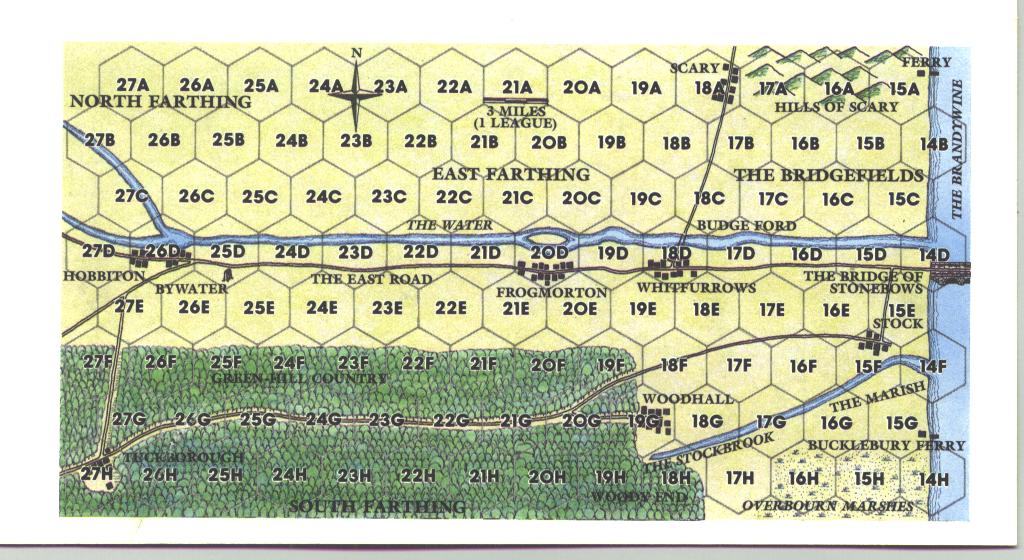 N
SCARY
FERRY
27A 26A 25A 24A 23A 22A 21A 20A 19A 18A 17A 16A 15A
NORTH FARTHING
3 MILES
(1 LEAGUE)
HILLS OF SCARY
27B 26B 25B 24B 23B 22B 21B 20B 19B 18B 17B 16B 15B 14B
THE BRANDYWINE
EAST FARTHING
THE BRIDGEFIELDS
27C 26C 25C 24C 23C 22C 21C 20C 19C 18C 17C 16C 15C
THE WATER
BUDGE FORD
27D 26D 25D 24D 23D 22D 21D 20D 19D 18D 17D 16D 15D 14D
HOBBITON
BYWATER
THE EAST ROAD
FROGMORTON
WHITFURROWS
THE BRIDGE OF
STONEBOWS
27E 26E 25E 24E 23E 22E 21E 20E 19E 18E 17E 16E 15E
STOCK
27F 26F 25F 24F 23F 22F 21F 20F 19F 18F 17F 16F 15F 14F
GREEN-HILL COUNTRY
WOODHALL
THE MARISH
27G 26G 25G 24G 23G 22G 21G 20G 19G 18G 17G 16G 15G
THE STOCKBROOK
BUCKLEBURY FERRY
TUCKBOROUGH
27H 26H 25H 24H 23H 22H 21H 20H 19H 18H 17H 16H 15H 14H
WOODY END
SOUTH FARTHING
OVERBOURN MARSHES